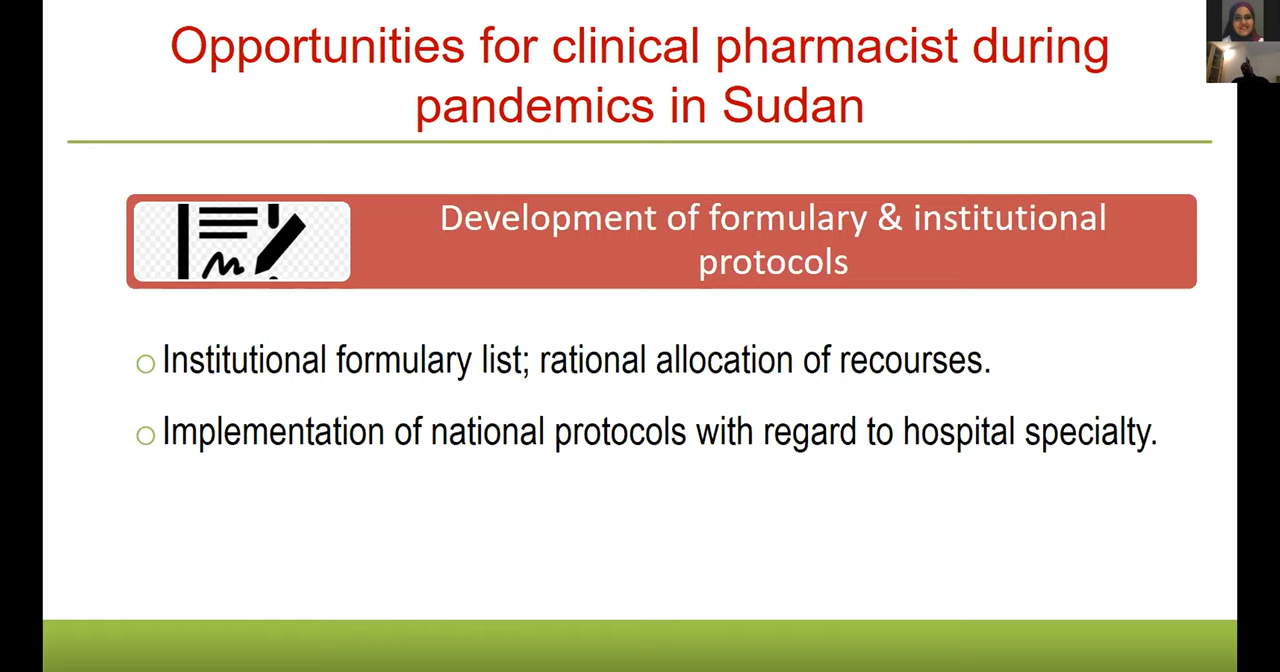 Opportunities for clinical pharmacist during
pandemics in Sudan
Development of formulary & institutional
protocols
Institutional formulary list; rational allocation of recourses.
Implementation of national protocols with regard to hospital specialty.